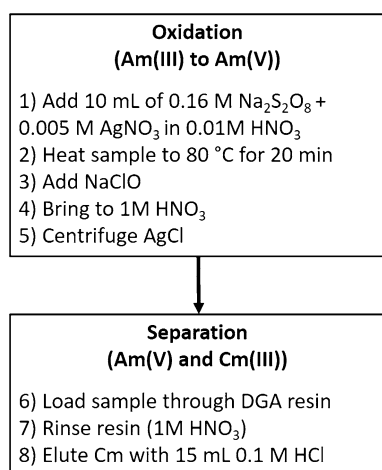 Oxidation
(Am(III) to Am(V))
1) Add 10 mL of 0.16 M Na₂S₂O₈ +
0.005 M AgNO₃ in 0.01M HNO₃
2) Heat sample to 80 °C for 20 min
3) Add NaClO
4) Bring to 1M HNO₃
5) Centrifuge AgCl
Separation
(Am(V) and Cm(III))
6) Load sample through DGA resin
7) Rinse resin (1M HNO₃)
8) Elute Cm with 15 mL 0.1 M HCl